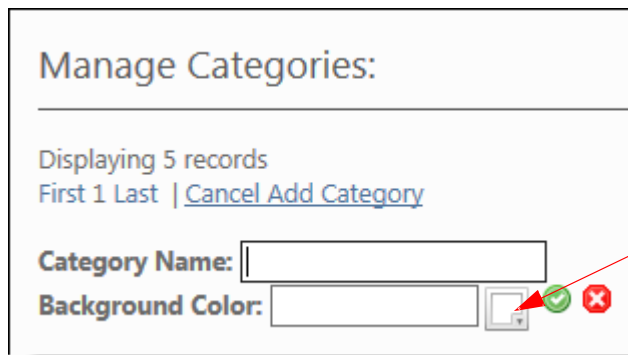 Manage Categories:
Displaying 5 records
First 1 Last | Cancel Add Category
Category Name:
Background Color: